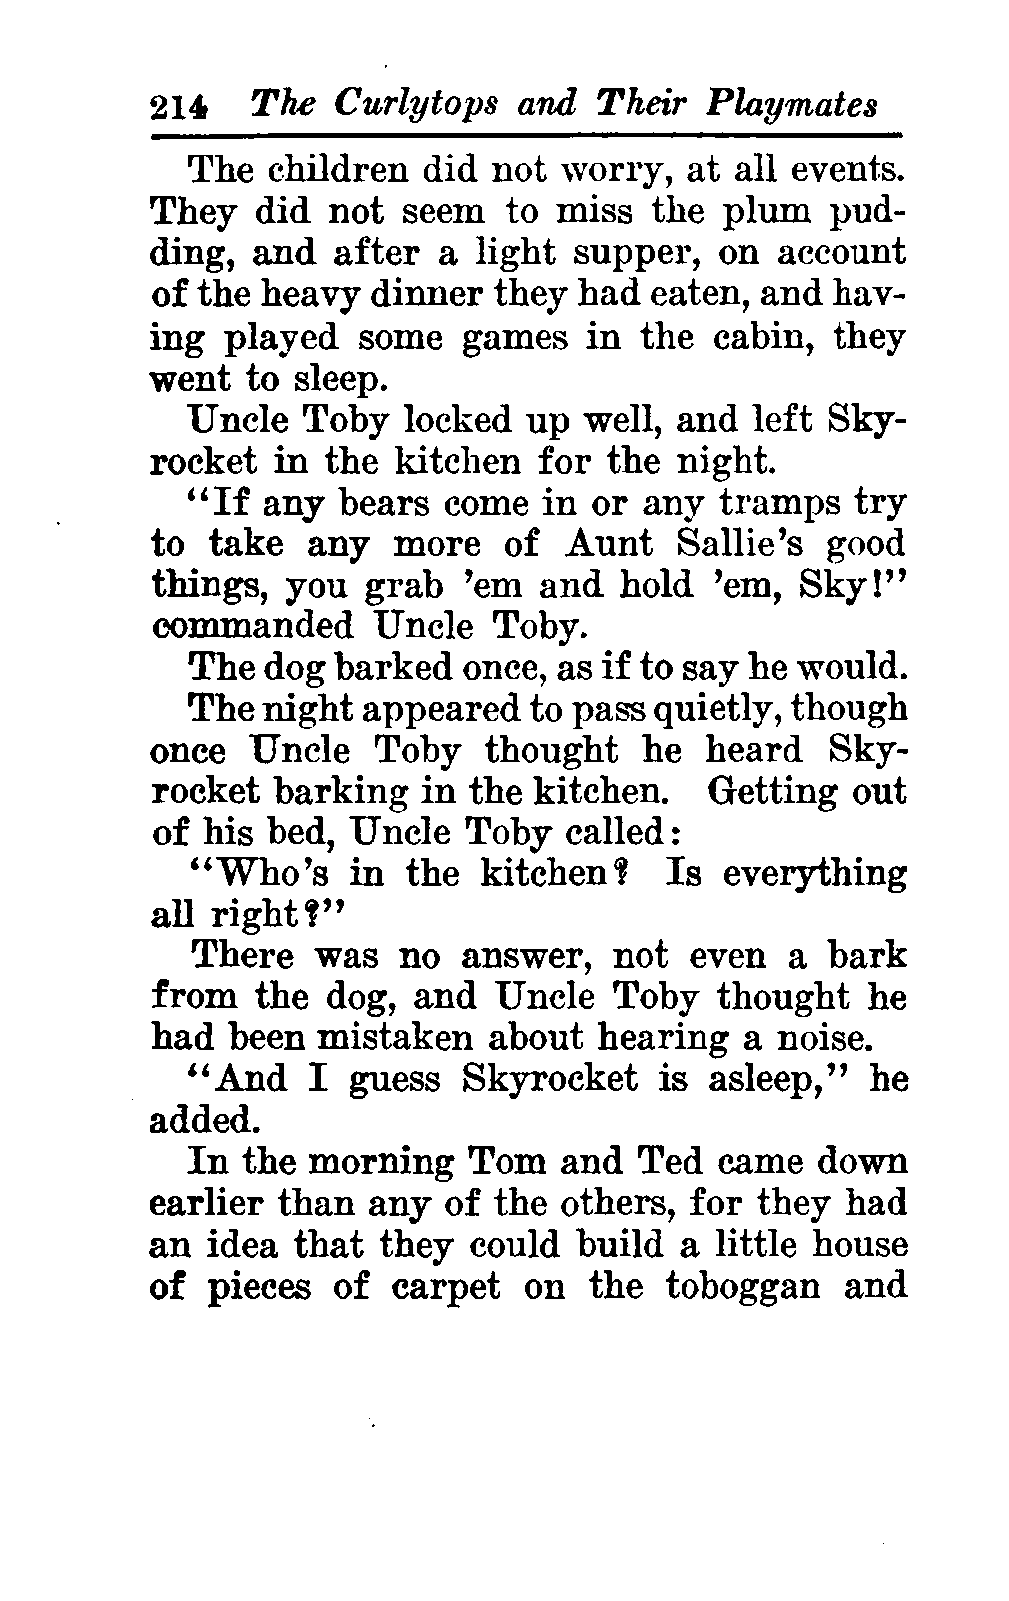 214 The Curlytops and Their Playmates
The children did not worry, at all events.
They did not seem to miss the plum pud-
ding, and after a light supper, on account
of the heavy dinner they had eaten, and hav-
ing played some games in the cabin, they
went to sleep.
Uncle Toby locked up well, and left Sky-
rocket in the kitchen for the night.
“If any bears come in or any tramps try
to take any more of Aunt Sallie’s good
things, you grab ’em and hold ’em, Sky!”
commanded Uncle Toby.
The dog barked once, as if to say he would.
The night appeared to pass quietly, though
once Uncle Toby thought he heard Sky-
rocket barking in the kitchen. Getting out
of his bed, Uncle Toby called:
“Who’s in the kitchen? Is everything
all right?”
There was no answer, not even a bark
from the dog, and Uncle Toby thought he
had been mistaken about hearing a noise.
“And I guess Skyrocket is asleep,” he
added.
In the morning Tom and Ted came down
earlier than any of the others, for they had
an idea that they could build a little house
of pieces of carpet on the toboggan and